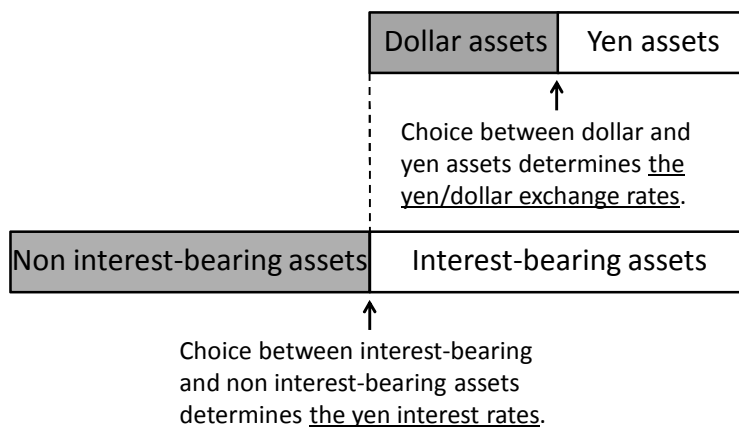 Dollar assets Yen assets
Choice between dollar and
yen assets determines the
yen/dollar exchange rates.
Non interest-bearing assets Interest-bearing assets
Choice between interest-bearing
and non interest-bearing assets
determines the yen interest rates.